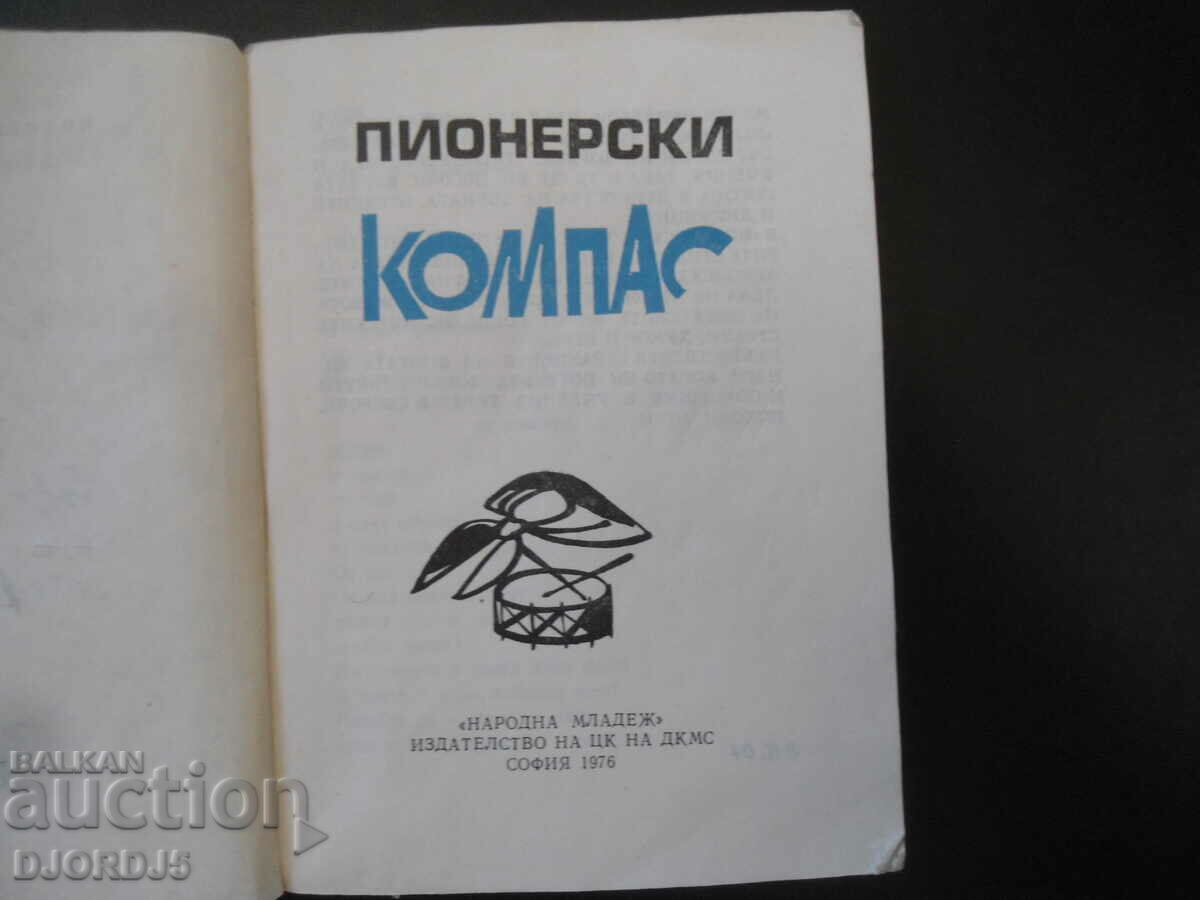 ПИОНЕРСКИ
КОМПАС
«НАРОДНА МЛАДЕЖ»
ИЗДАТЕЛСТВО НА ЦК НА ДКМС
СОФИЯ 1976
BALKAN
auction
DJORDJ5